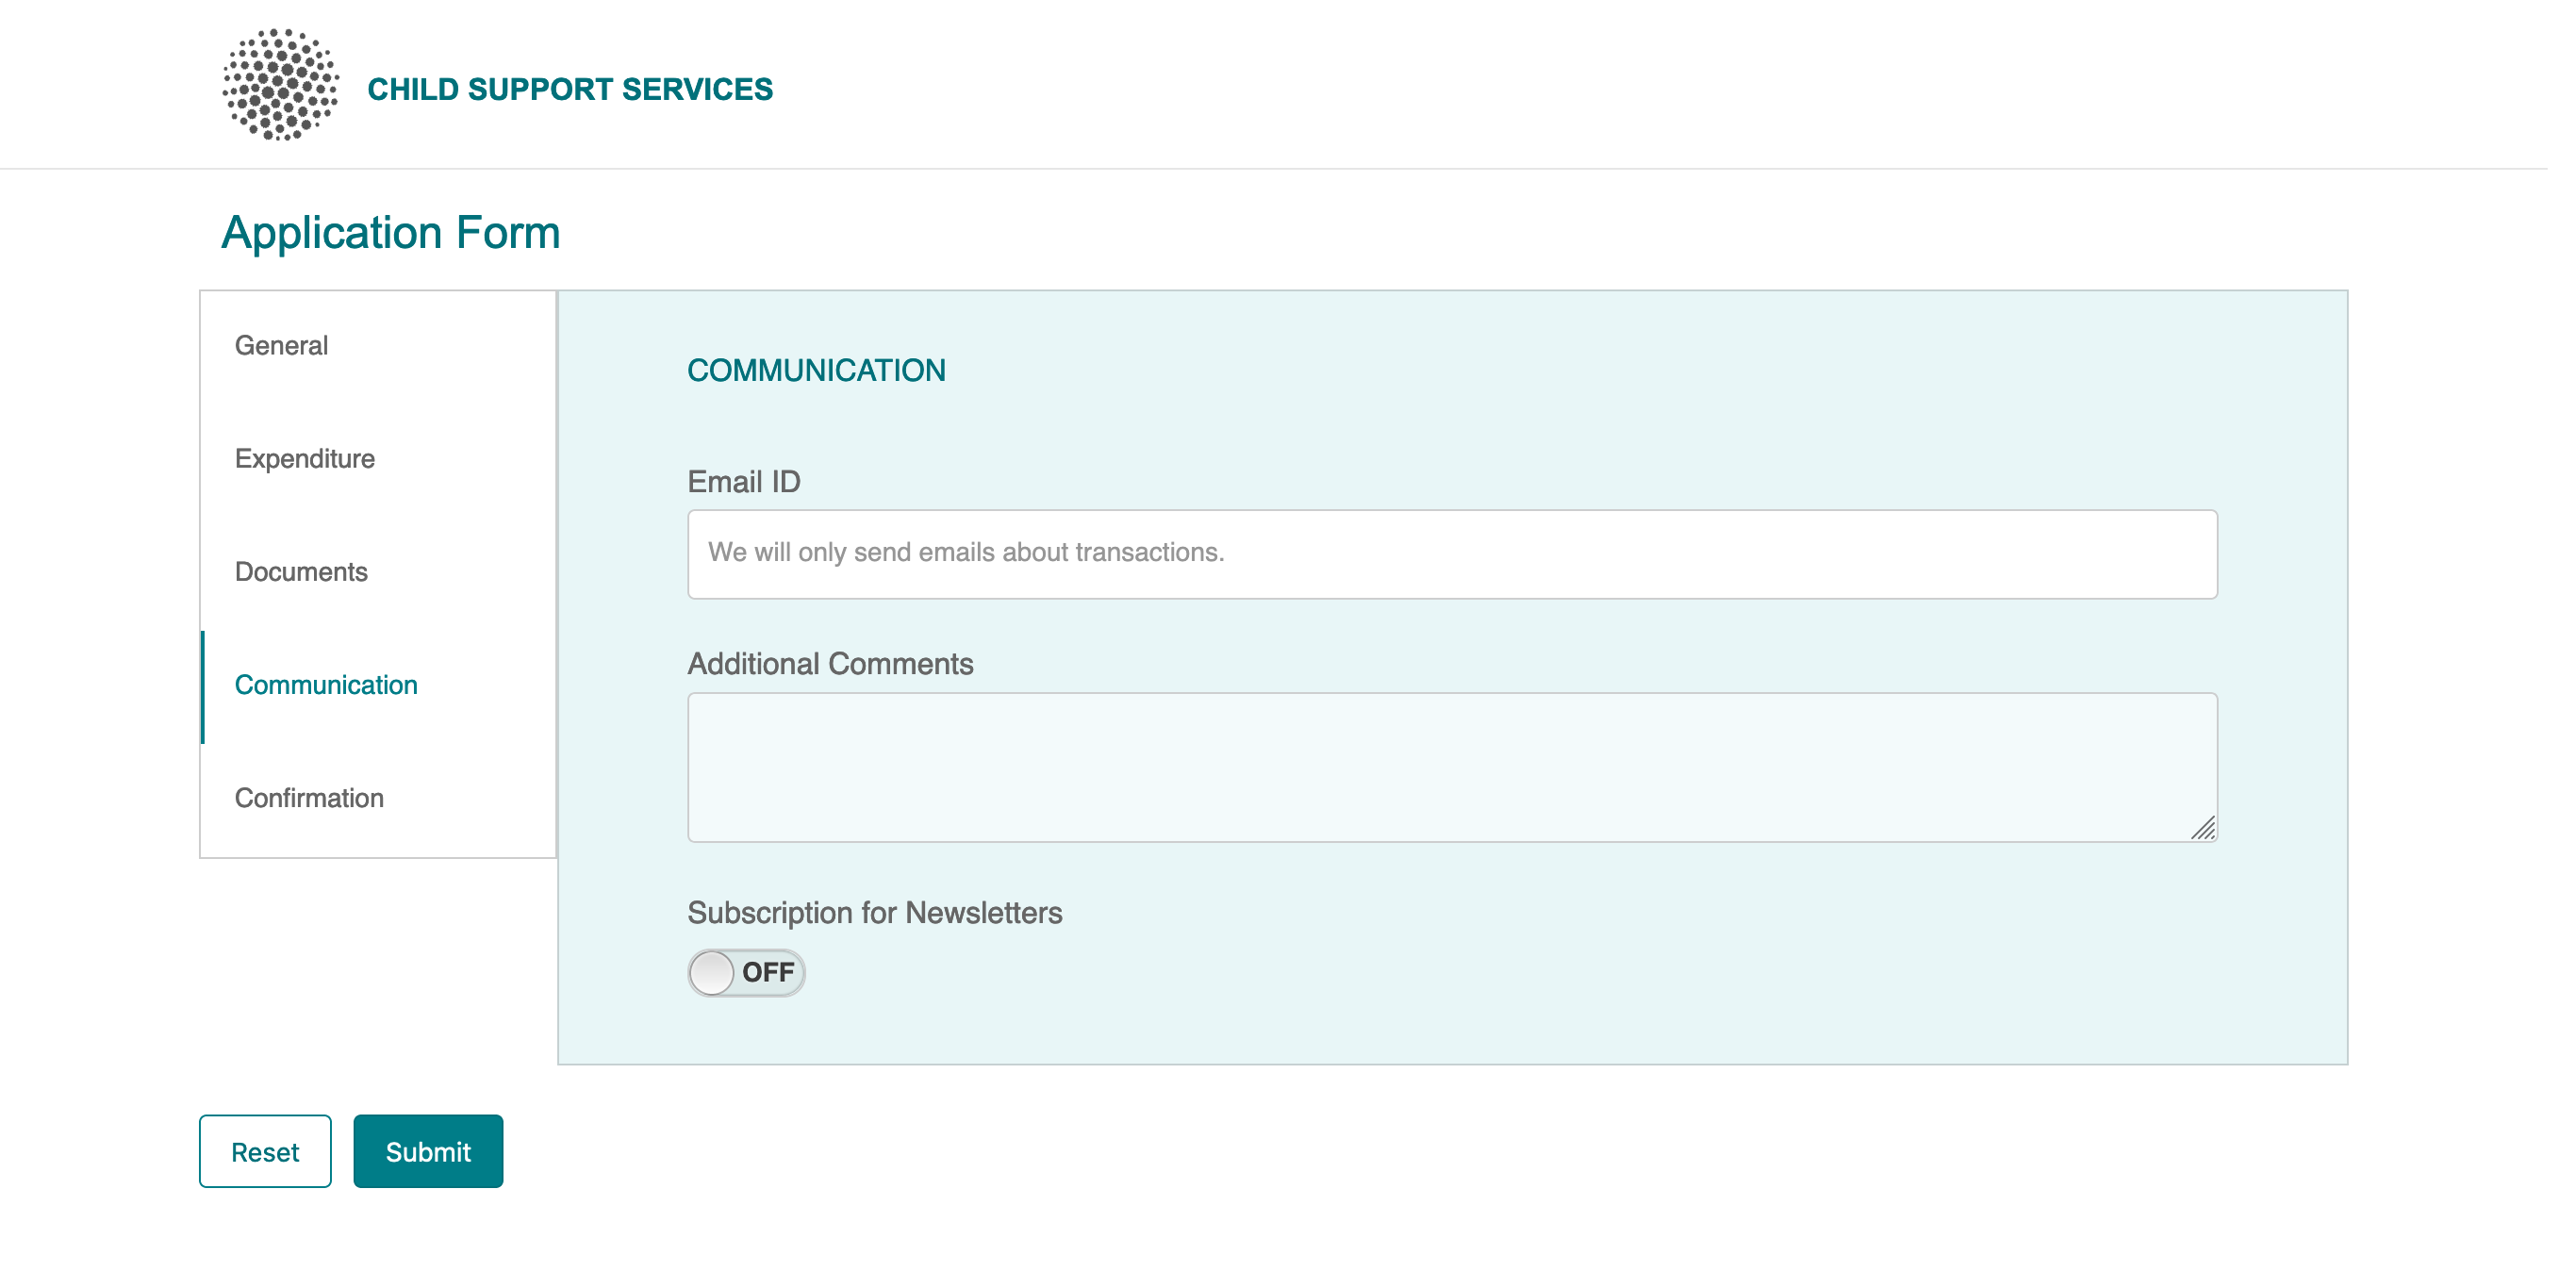 CHILD SUPPORT SERVICES
Application Form
General
Expenditure
Documents
Communication
Confirmation
COMMUNICATION
Email ID
We will only send emails about transactions.
Additional Comments
Subscription for Newsletters
OFF
Reset
Submit